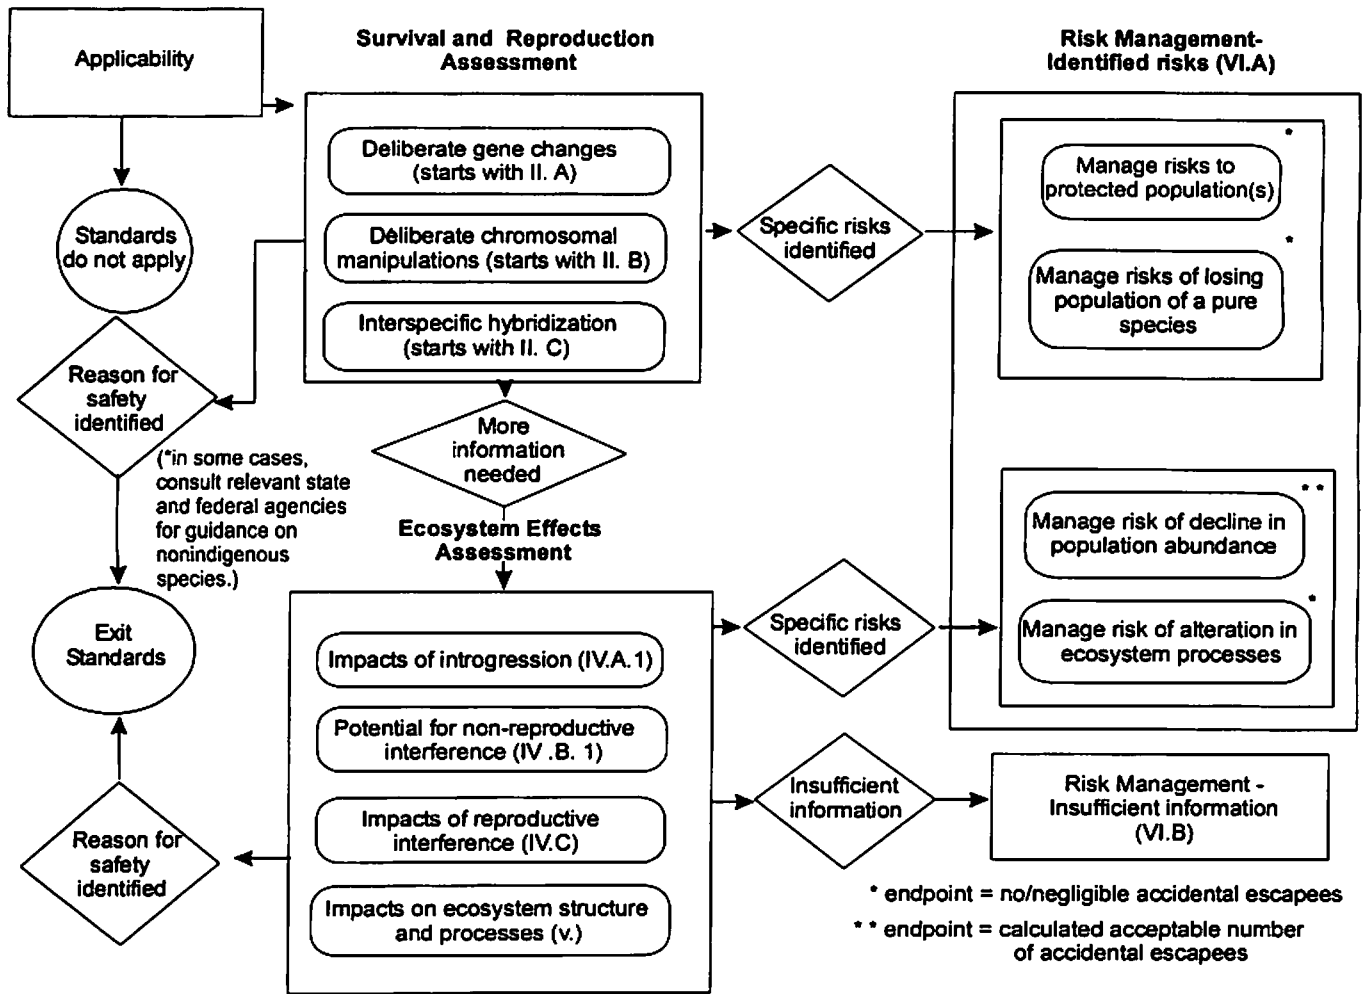 Applicability
Survival and Reproduction
Assessment
Risk Management-
Identified risks (VI.A)
Deliberate gene changes
(starts with II. A)
Deliberate chromosomal
manipulations (starts with II. B)
Interspecific hybridization
(starts with II. C)
Standards
do not apply
Specific risks
identified
*
Manage risks to
protected population(s)
*
Manage risks of losing
population of a pure
species
Reason for
safety
identified
(*in some cases,
consult relevant state
and federal agencies
for guidance on
nonindigenous
species.)
More
information
needed
Ecosystem Effects
Assessment
* *
Manage risk of decline in
population abundance
*
Manage risk of alteration in
ecosystem processes
Exit
Standards
Impacts of introgression (IV.A.1)
Potential for non-reproductive
interference (IV .B. 1)
Impacts of reproductive
interference (IV.C)
Impacts on ecosystem structure
and processes (v.)
Specific risks
identified
Insufficient
information
Risk Management -
Insufficient information
(VI.B)
Reason for
safety
identified
* endpoint = no/negligible accidental escapees
* * endpoint = calculated acceptable number
of accidental escapees